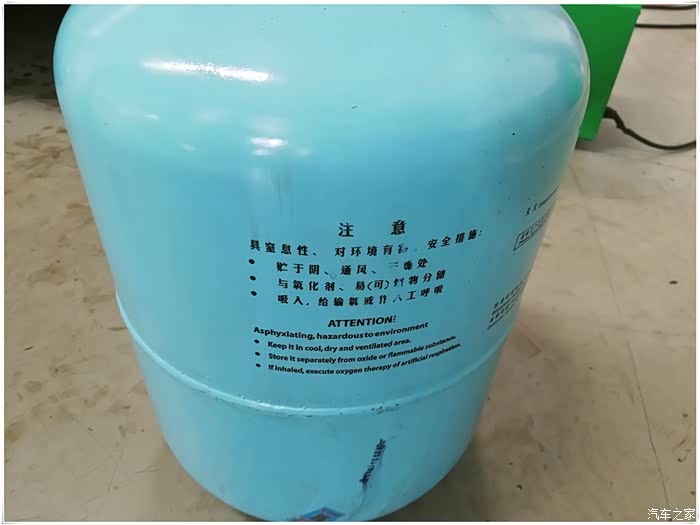 注 意
具窒息性、对环境有害、安全措施:
• 贮于阴、通风、干燥处
• 与氧化剂、易(可)燃物分储
• 吸入,给输氧或作人工呼吸
ATTENTION:
Asphyxiating, hazardous to environment
• Keep it in cool, dry and ventilated area.
• Store it separately from oxide or flammable substance.
• If inhaled, execute oxygen therapy of artificial respiration.
汽车之家